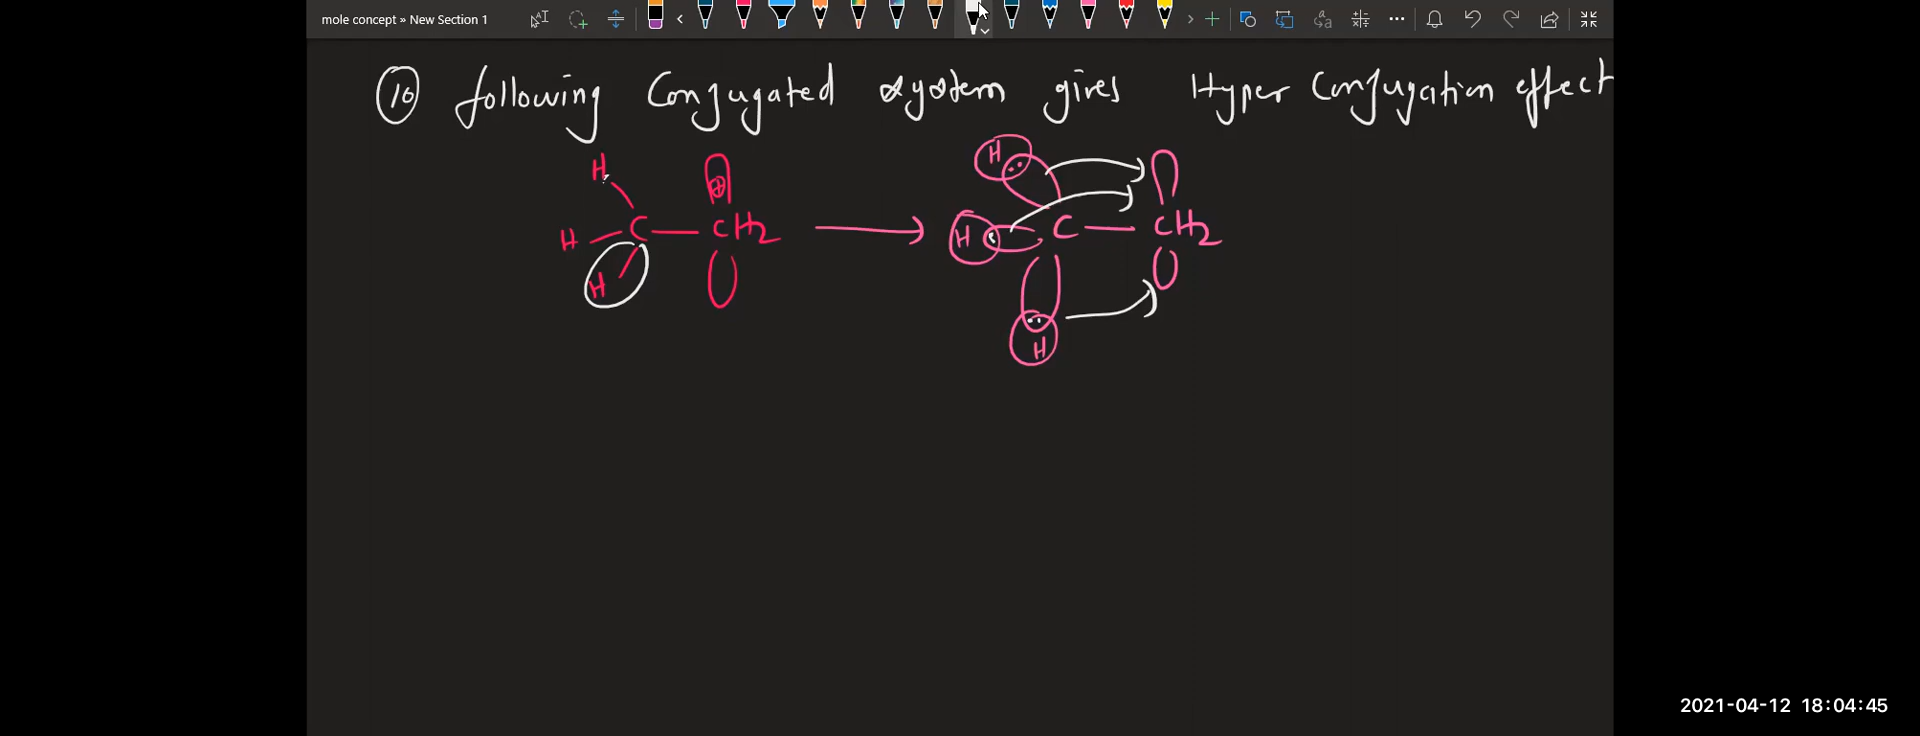 mole concept » New Section 1
10 following Conjugated system gives Hyper Conjugation effect
H H
H C CH2 H C CH2
H
H
2021-04-12 18:04:45